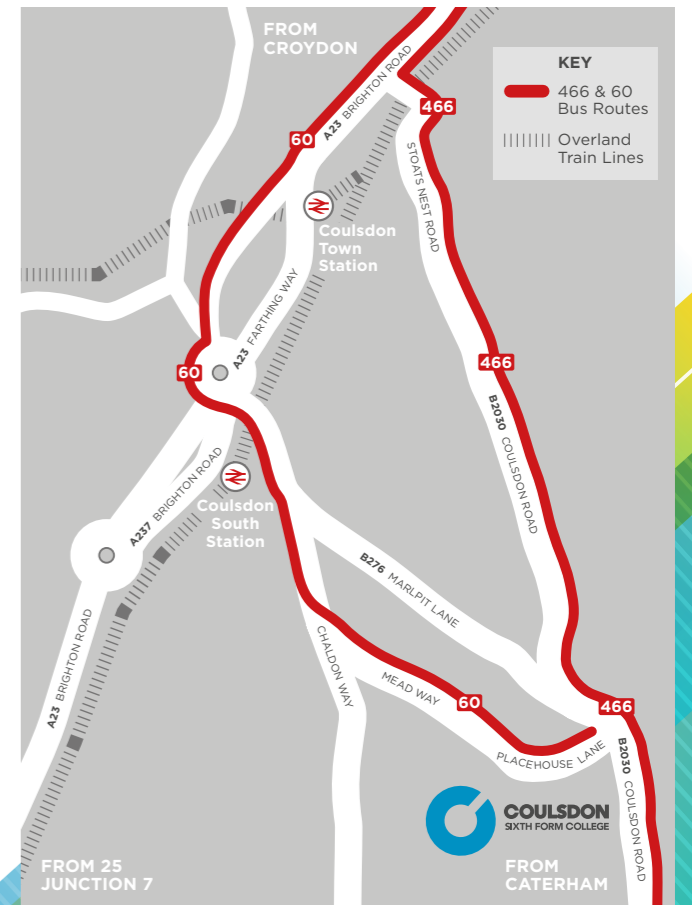 FROM
CROYDON
KEY
466 & 60
Bus Routes
Overland
Train Lines
A23 BRIGHTON ROAD
466
60
STOATS NEST ROAD
Coulsdon
Town
Station
A23 FARTHING WAY
60
466
B2030 COULSDON ROAD
A237 BRIGHTON ROAD
Coulsdon
South
Station
B276 MARLPIT LANE
A23 BRIGHTON ROAD
CHALDON WAY
MEAD WAY
60
466
PLACEHOUSE LANE
B2030 COULSDON ROAD
COULSDON
SIXTH FORM COLLEGE
FROM 25
JUNCTION 7
FROM
CATERHAM